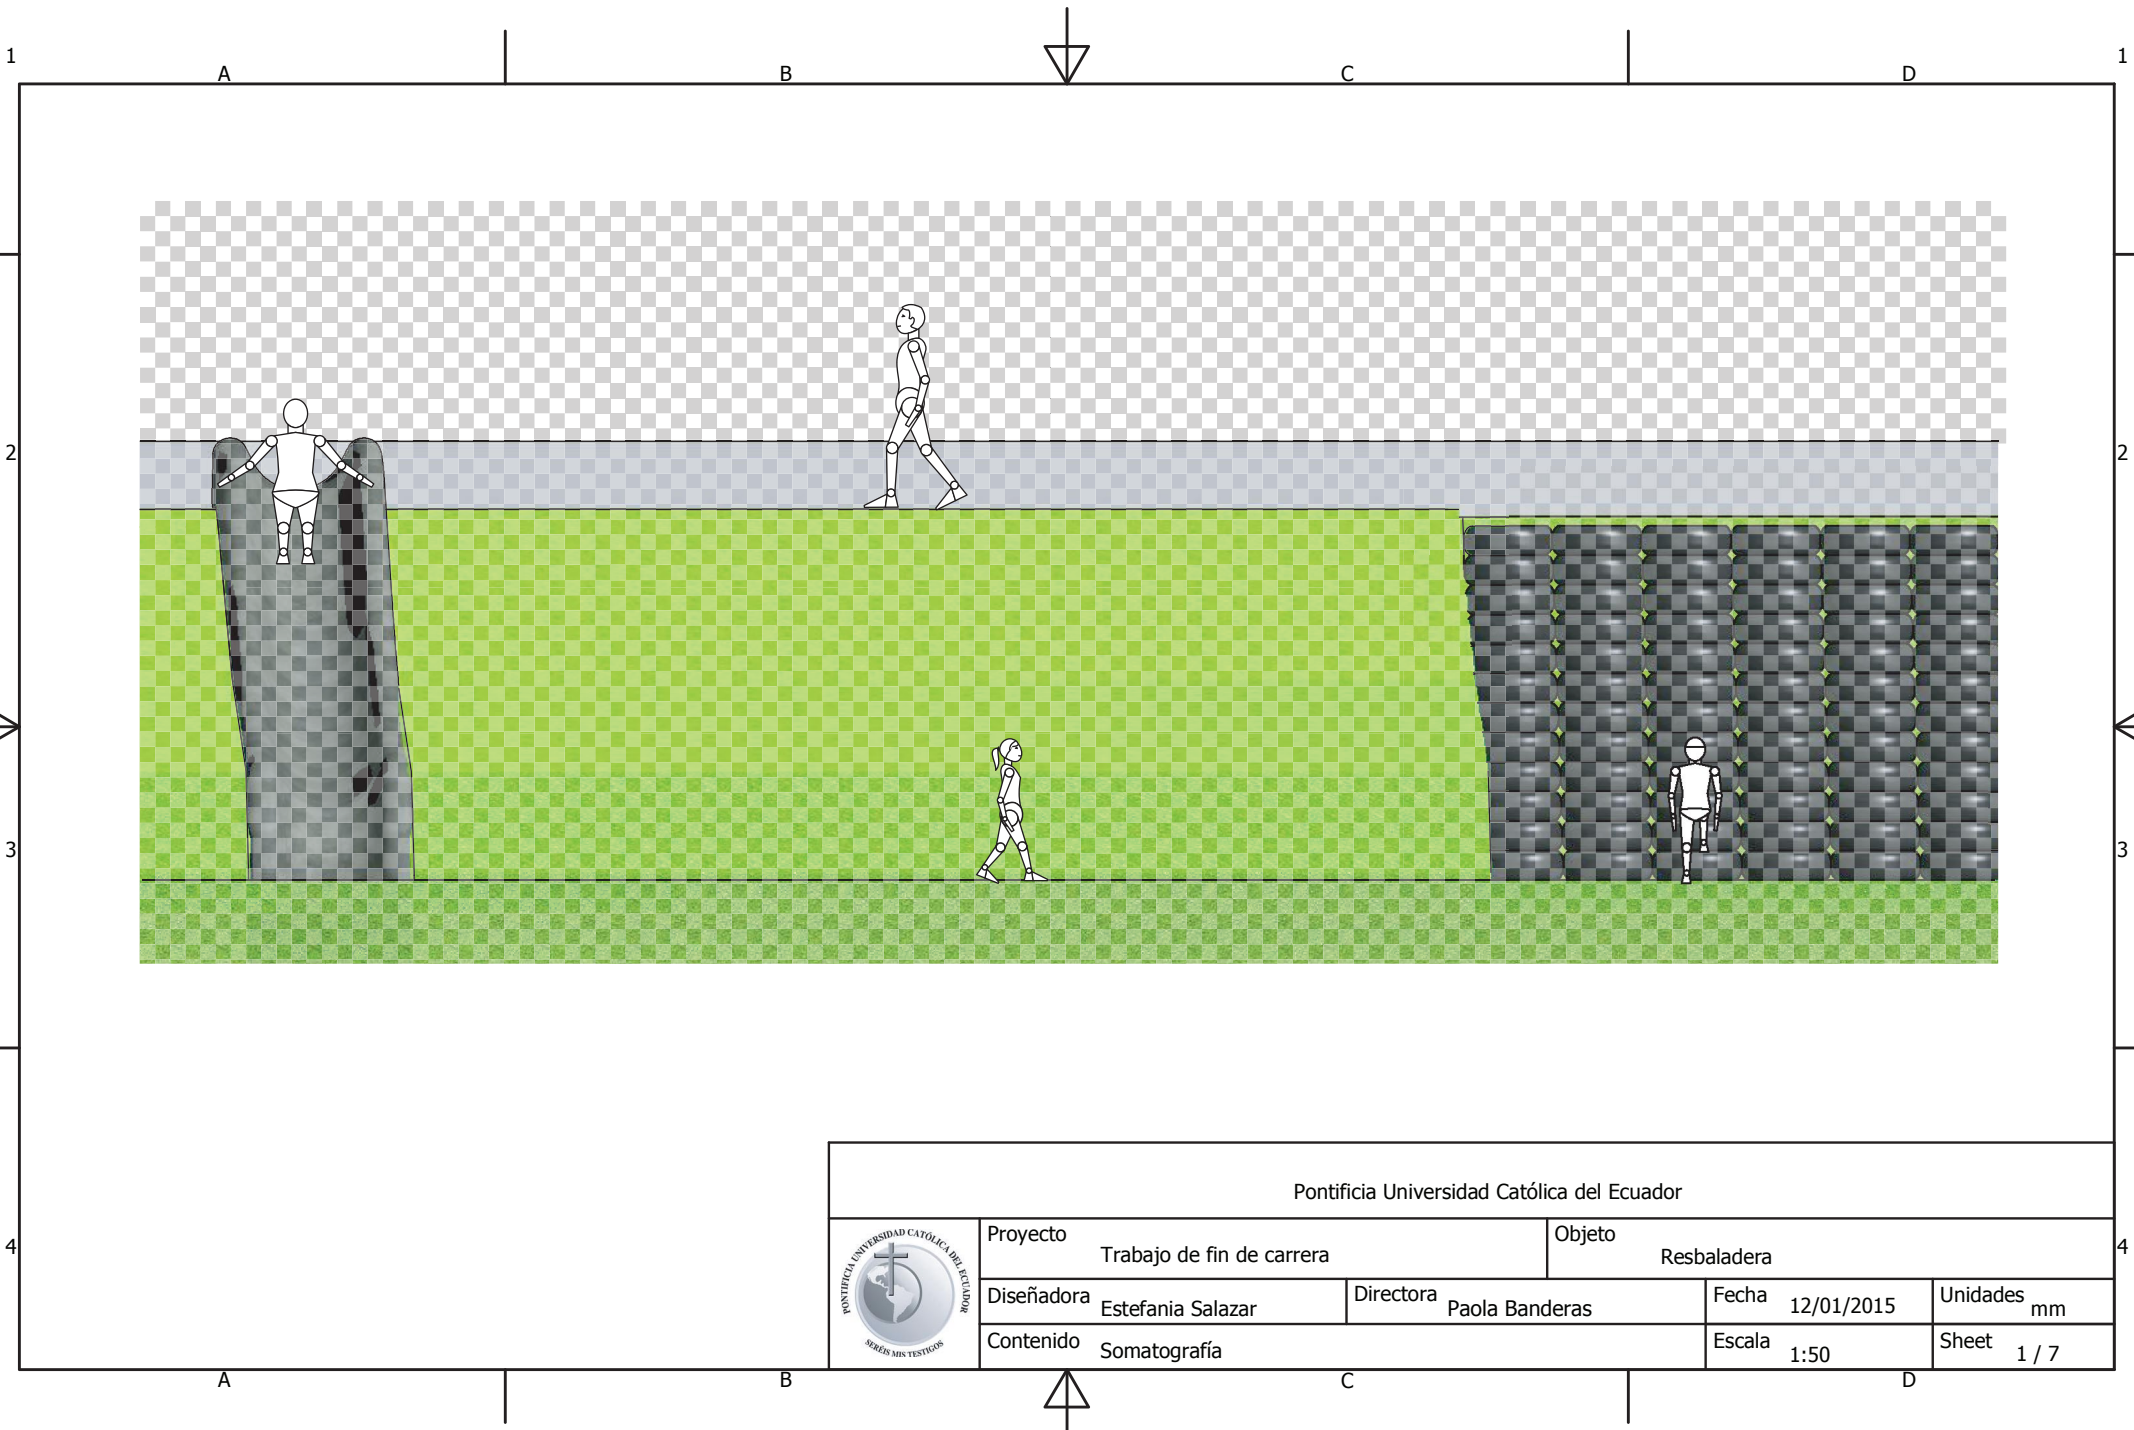 1 1
A B C D
2 2
3 3
4 4
Pontificia Universidad Católica del Ecuador
Proyecto
Trabajo de fin de carrera
Objeto
Resbaladera
Diseñadora
Estefania Salazar
Directora
Paola Banderas
Fecha
12/01/2015
Unidades
mm
Contenido
Somatografía
Escala
1:50
Sheet
1 / 7
PONTIFICIA UNIVERSIDAD CATÓLICA DEL ECUADOR
SERÉIS MIS TESTIGOS
A B C D